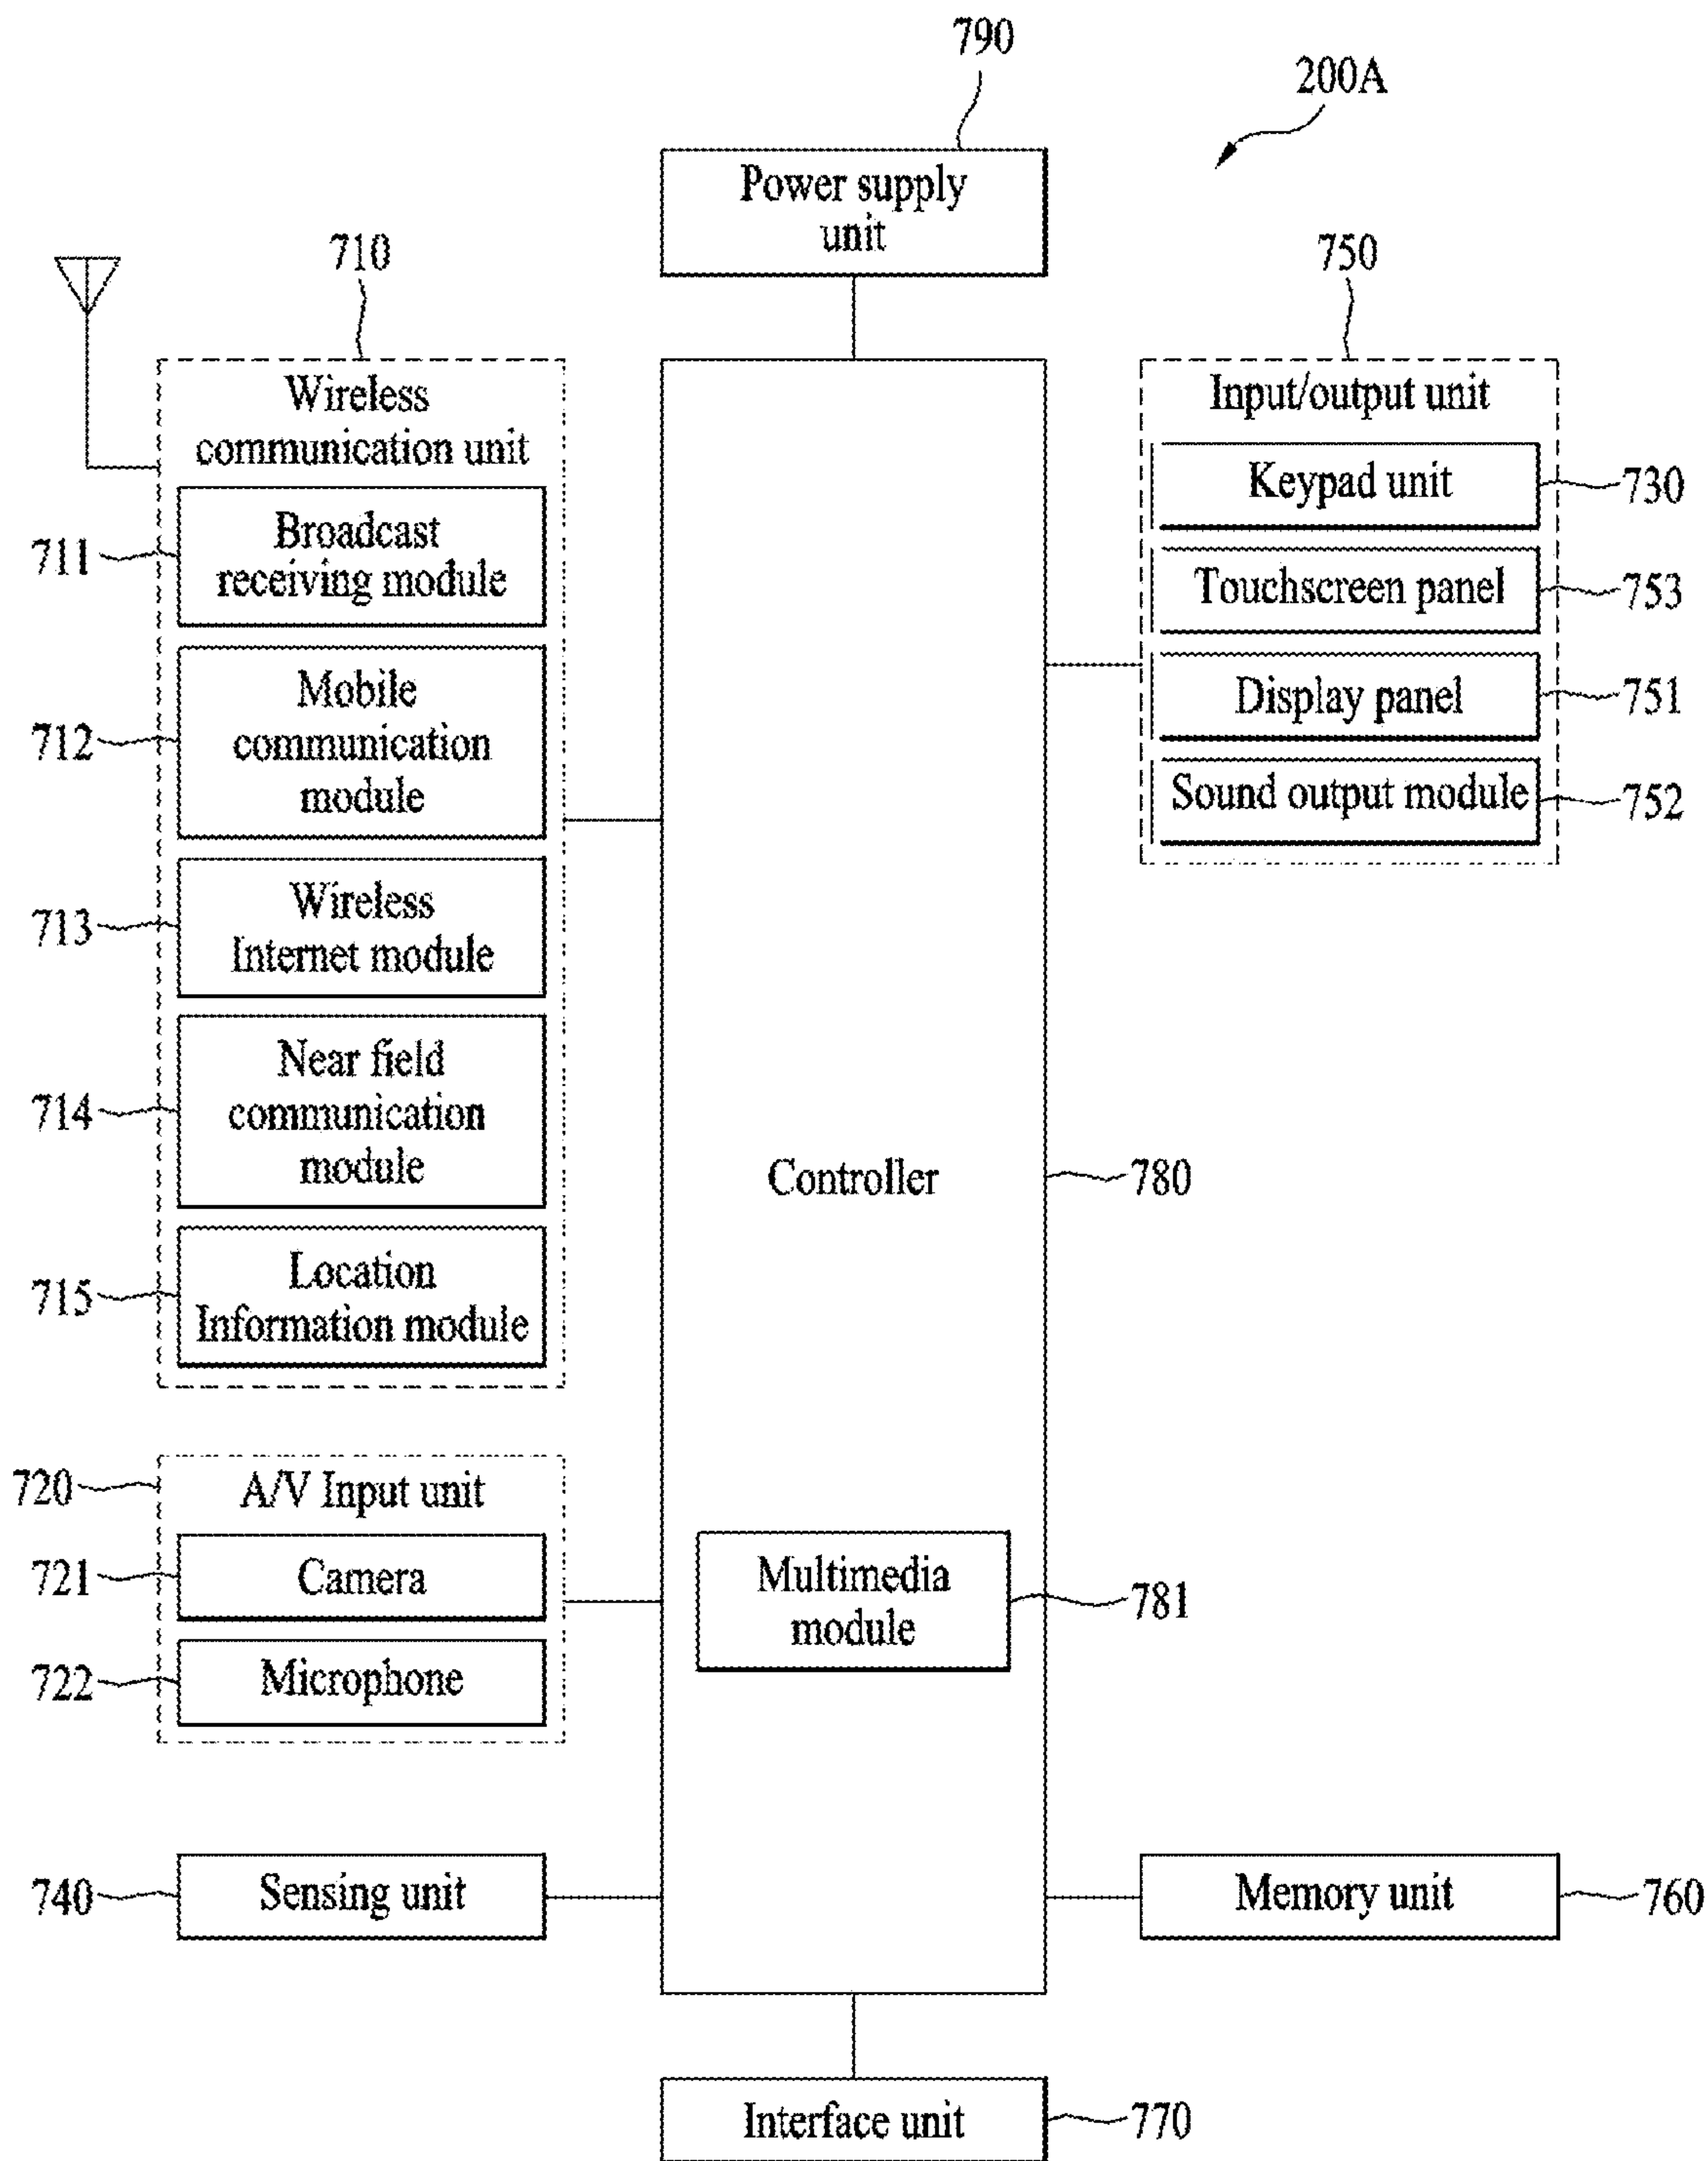 790
200A
Power supply
unit
710
750
Wireless
communication unit
Input/output unit
Keypad unit
730
Broadcast
receiving module
711
Touchscreen panel
753
Mobile
communication
module
712
Display panel
751
Sound output module
752
Wireless
Internet module
713
Near field
communication
module
714
Controller
780
Location
Information module
715
720
A/V Input unit
721
Camera
Multimedia
module
781
722
Microphone
740
Sensing unit
Memory unit
760
Interface unit
770